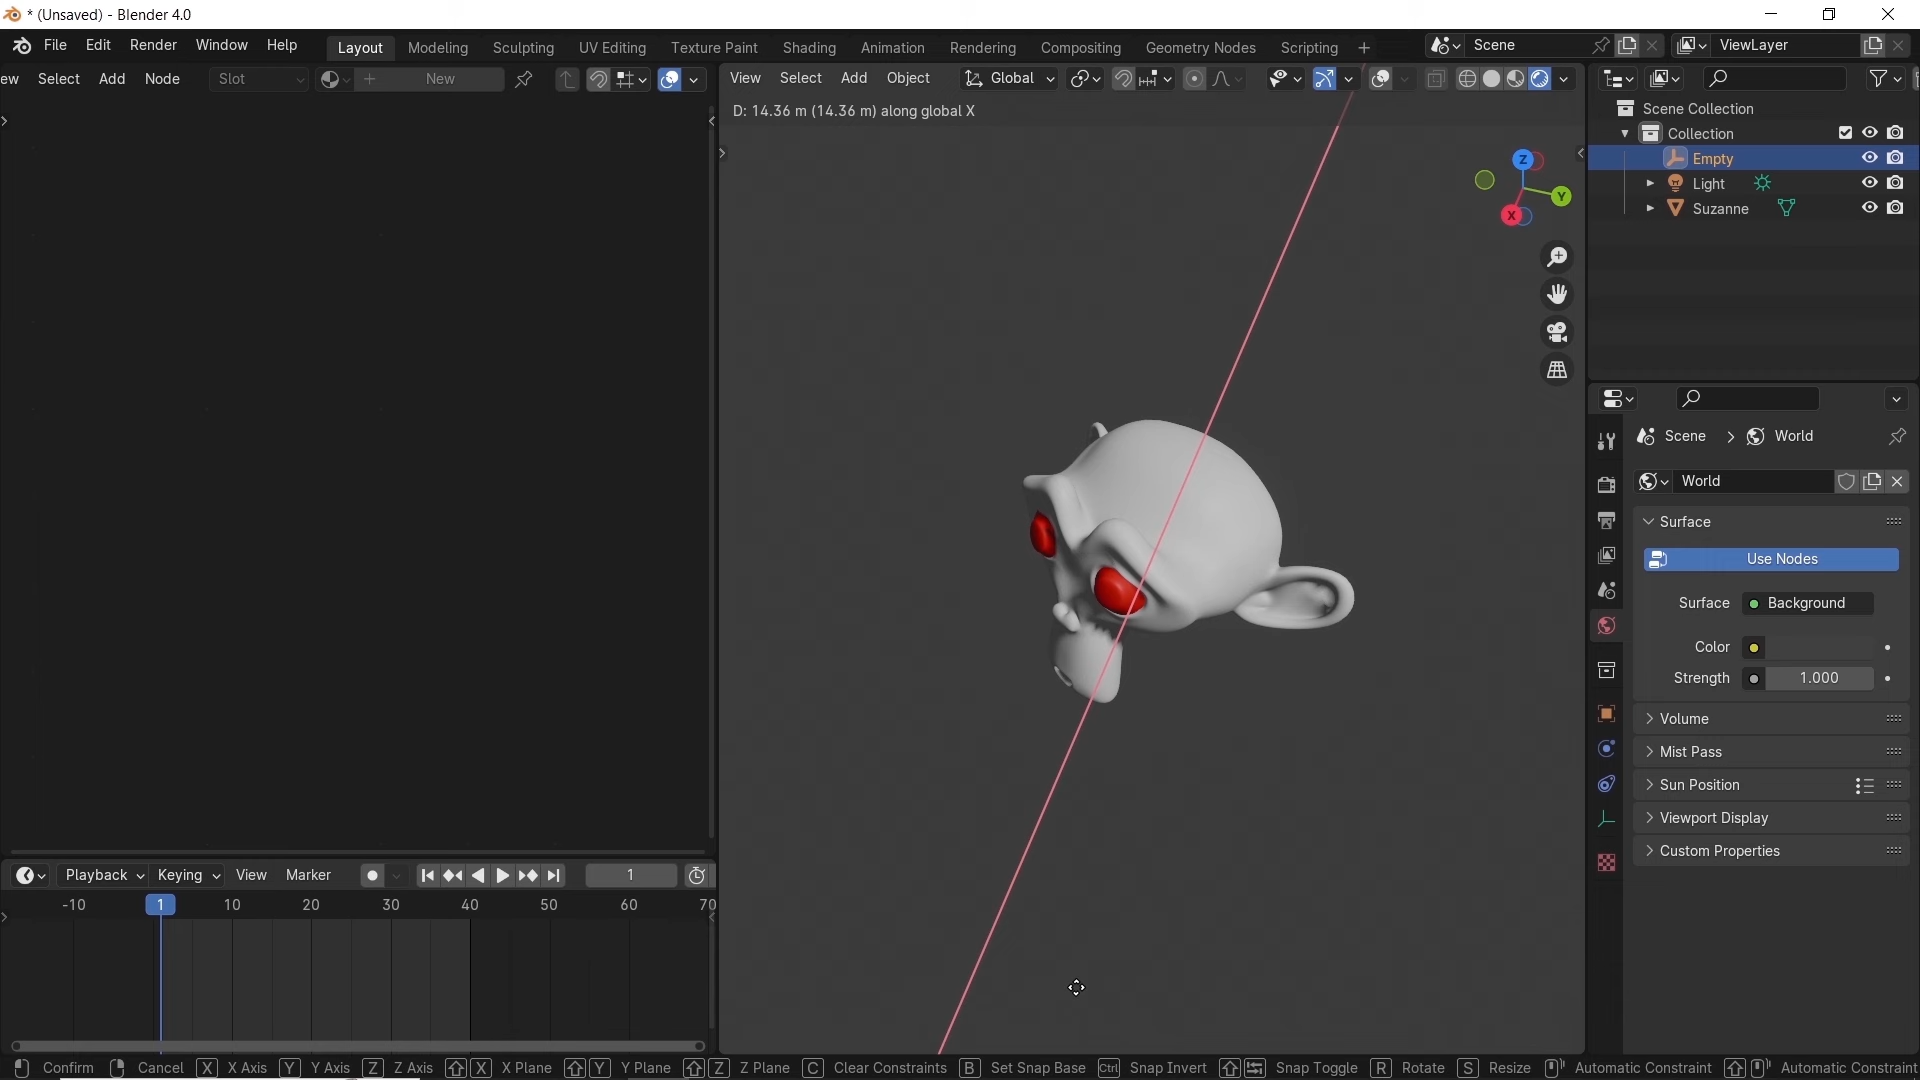 * (Unsaved) - Blender 4.0
File Edit Render Window Help Layout Modeling Sculpting UV Editing Texture Paint Shading Animation Rendering Compositing Geometry Nodes Scripting + Scene ViewLayer
ew Select Add Node Slot New
View Select Add Object Global
D: 14.36 m (14.36 m) along global X
Z
Y
X
Scene Collection
Collection
Empty
Light
Suzanne
Scene > World
World
Surface
Use Nodes
Surface Background
Color
Strength 1.000
Volume
Mist Pass
Sun Position
Viewport Display
Custom Properties
Playback Keying View Marker 1
-10 1 10 20 30 40 50 60 70
Confirm Cancel X X Axis Y Y Axis Z Z Axis X X Plane Y Y Plane Z Z Plane C Clear Constraints B Set Snap Base Ctrl Snap Invert Snap Toggle R Rotate S Resize Automatic Constraint Automatic Constraint